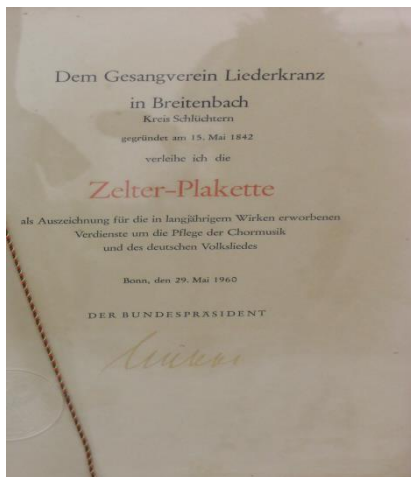 Dem Gesangverein Liederkranz
in Breitenbach
Kreis Schlüchtern
gegründet am 15. Mai 1842
verleihe ich die
Zelter-Plakette
als Auszeichnung für die in langjährigem Wirken erworbenen
Verdienste um die Pflege der Chormusik
und des deutschen Volksliedes
Bonn, den 29. Mai 1960
DER BUNDESPRÄSIDENT